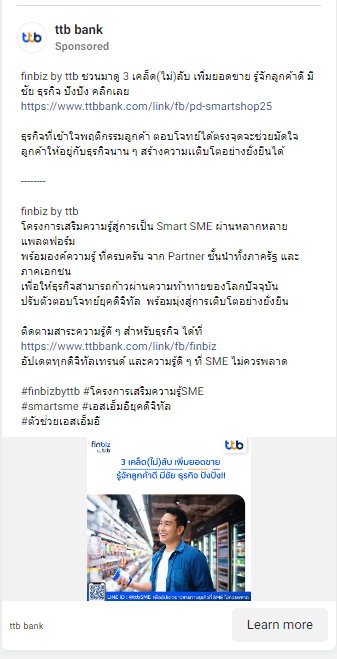 ttb
ttb bank
Sponsored
finbiz by ttb ชวนมาดู 3 เคล็ด(ไม่)ลับ เพิ่มยอดขาย รู้จักลูกค้าดี มี
ชัย ธุรกิจ ปังปัง คลิกเลย
https://www.ttbbank.com/link/fb/pd-smartshop25
ธุรกิจที่เข้าใจพฤติกรรมลูกค้า ตอบโจทย์ได้ตรงจุดจะช่วยมัดใจ
ลูกค้าให้อยู่กับธุรกิจนาน ๆ สร้างความเติบโตอย่างยั่งยืนได้
--------
finbiz by ttb
โครงการเสริมความรู้สู่การเป็น Smart SME ผ่านหลากหลาย
แพลตฟอร์ม
พร้อมองค์ความรู้ ที่ครบครัน จาก Partner ชั้นนำทั้งภาครัฐ และ
ภาคเอกชน
เพื่อให้ธุรกิจสามารถก้าวผ่านความท้าทายของโลกปัจจุบัน
ปรับตัวตอบโจทย์ยุคดิจิทัล พร้อมมุ่งสู่การเติบโตอย่างยั่งยืน
ติดตามสาระความรู้ดี ๆ สำหรับธุรกิจ ได้ที่
https://www.ttbbank.com/link/fb/finbiz
อัปเดตทุกดิจิทัลเทรนด์ และความรู้ดี ๆ ที่ SME ไม่ควรพลาด
#finbizbyttb #โครงการเสริมความรู้SME
#smartsme #เอสเอ็มอียุคดิจิทัล
#ตัวช่วยเอสเอ็มอี
finbiz
by ttb
ttb
3 เคล็ด(ไม่)ลับ เพิ่มยอดขาย
รู้จักลูกค้าดี มีชัย ธุรกิจ ปังปัง!!
LINE ID : @ttbSME
ttb bank
Learn more